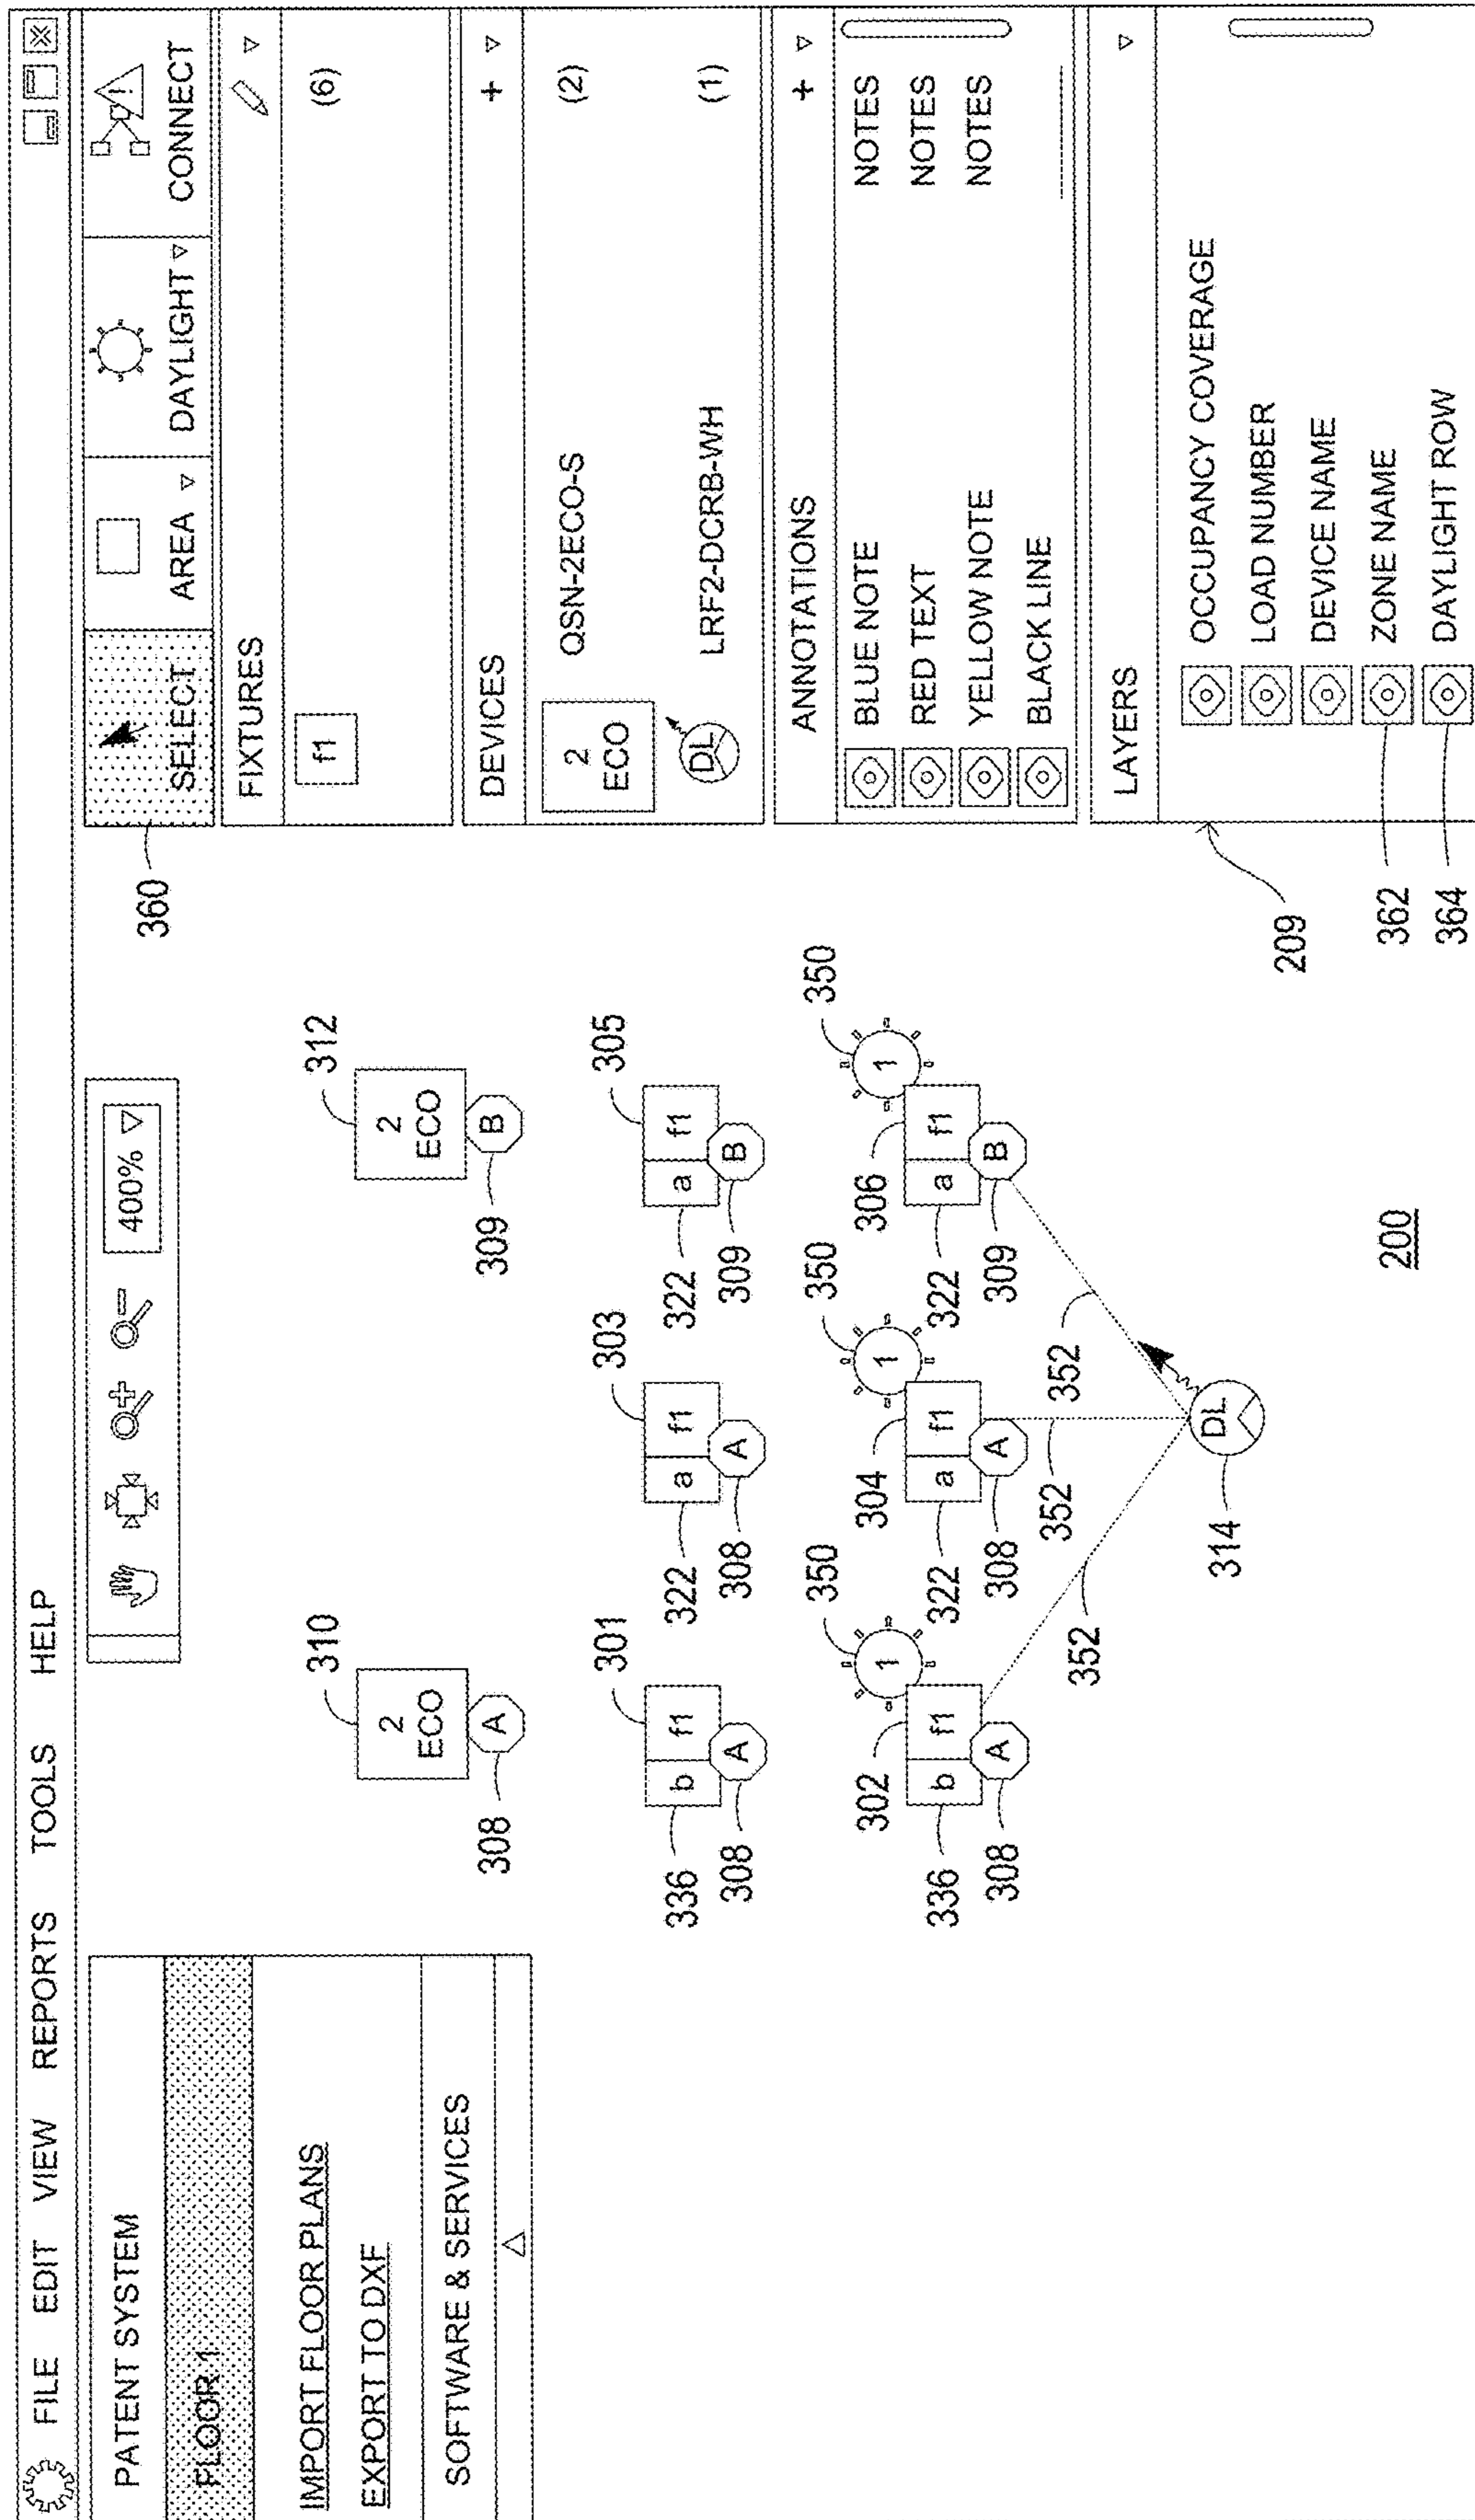 FILE EDIT VIEW REPORTS TOOLS HELP
PATENT SYSTEM
FLOOR 1
IMPORT FLOOR PLANS
EXPORT TO DXF
SOFTWARE & SERVICES
400%
310
2
ECO
A
308
312
2
ECO
B
309
301
b f1
A
336
308
303
a f1
A
322
308
305
a f1
B
322
309
350
1
302
b f1
A
336
308
350
1
304
a f1
A
322
308
350
1
306
a f1
B
322
309
352
352
352
DL
314
200
360
SELECT
AREA
DAYLIGHT
CONNECT
FIXTURES
f1 (6)
DEVICES +
2
ECO
QSN-2ECO-S (2)
DL LRF2-DCRB-WH (1)
ANNOTATIONS +
BLUE NOTE NOTES
RED TEXT NOTES
YELLOW NOTE NOTES
BLACK LINE
LAYERS
209
OCCUPANCY COVERAGE
LOAD NUMBER
DEVICE NAME
362 ZONE NAME
364 DAYLIGHT ROW